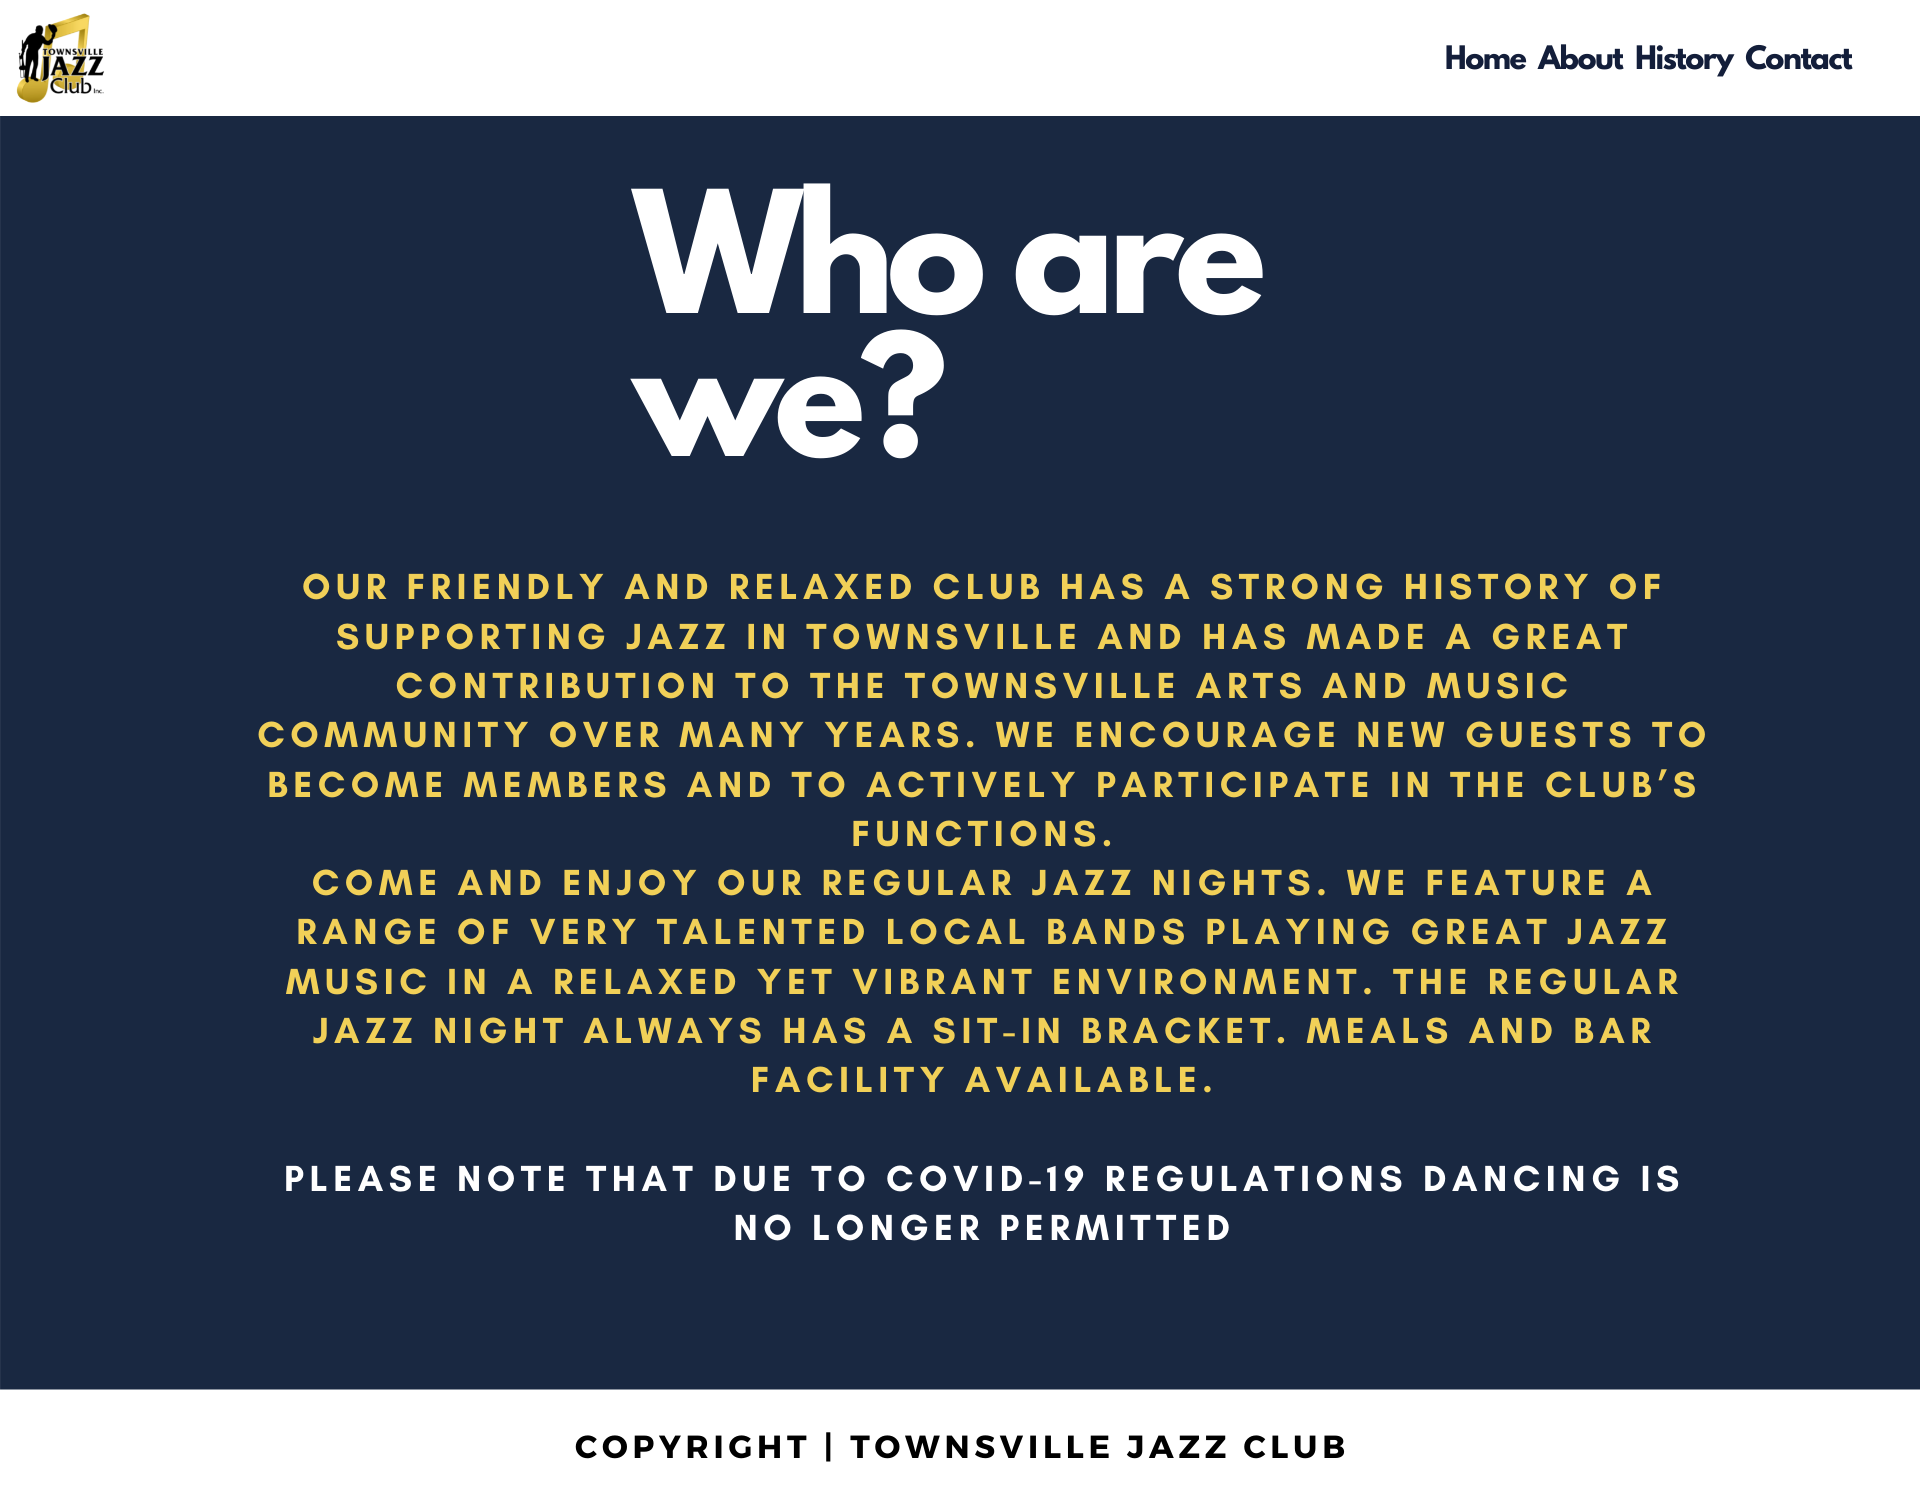 TOWNSVILLE
JAZZ
Club Inc.
Home About History Contact
Who are
we?
OUR FRIENDLY AND RELAXED CLUB HAS A STRONG HISTORY OF
SUPPORTING JAZZ IN TOWNSVILLE AND HAS MADE A GREAT
CONTRIBUTION TO THE TOWNSVILLE ARTS AND MUSIC
COMMUNITY OVER MANY YEARS. WE ENCOURAGE NEW GUESTS TO
BECOME MEMBERS AND TO ACTIVELY PARTICIPATE IN THE CLUB’S
FUNCTIONS.
COME AND ENJOY OUR REGULAR JAZZ NIGHTS. WE FEATURE A
RANGE OF VERY TALENTED LOCAL BANDS PLAYING GREAT JAZZ
MUSIC IN A RELAXED YET VIBRANT ENVIRONMENT. THE REGULAR
JAZZ NIGHT ALWAYS HAS A SIT-IN BRACKET. MEALS AND BAR
FACILITY AVAILABLE.
PLEASE NOTE THAT DUE TO COVID-19 REGULATIONS DANCING IS
NO LONGER PERMITTED
COPYRIGHT | TOWNSVILLE JAZZ CLUB